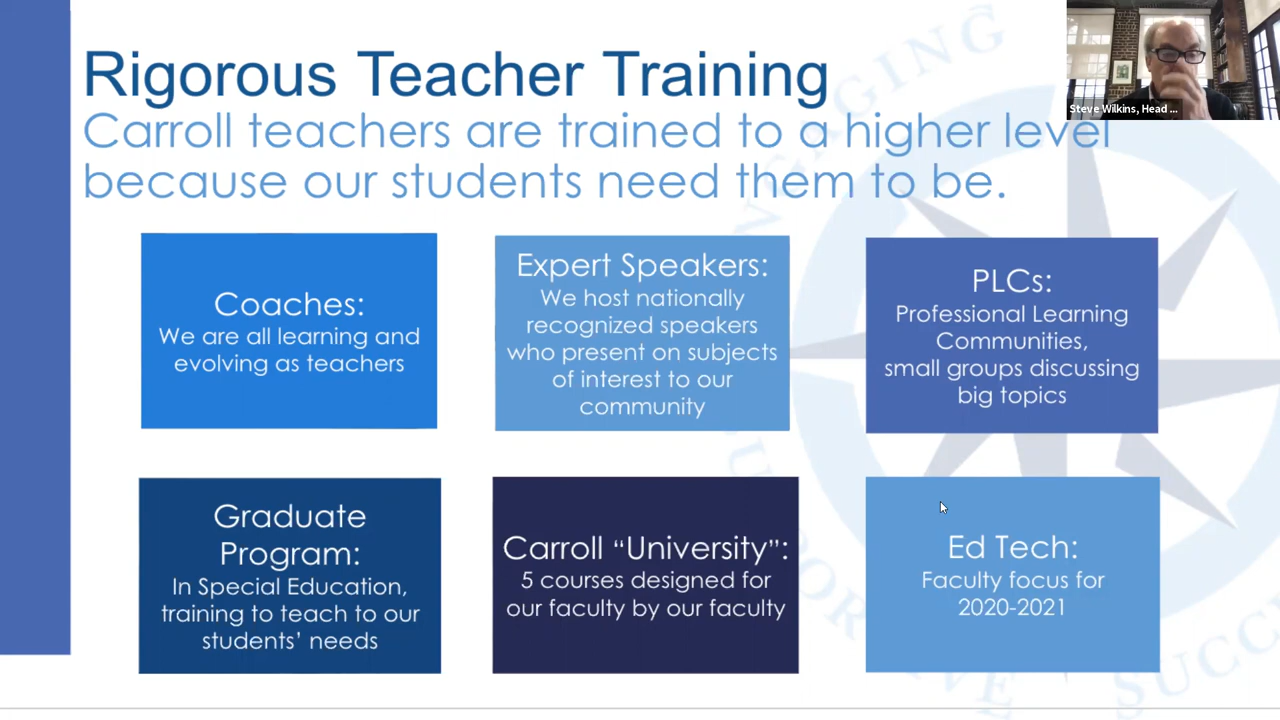 Rigorous Teacher Training
Carroll teachers are trained to a higher level
because our students need them to be.
Steve Wilkins, Head ...
Coaches:
We are all learning and
evolving as teachers
Expert Speakers:
We host nationally
recognized speakers
who present on subjects
of interest to our
community
PLCs:
Professional Learning
Communities,
small groups discussing
big topics
Graduate
Program:
In Special Education,
training to teach to our
students’ needs
Carroll “University”:
5 courses designed for
our faculty by our faculty
Ed Tech:
Faculty focus for
2020-2021